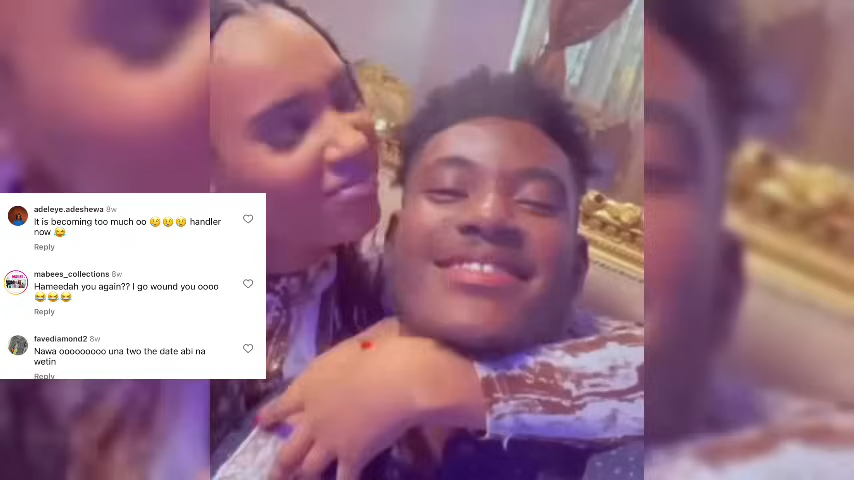 adeleye.adeshewa 8w
It is becoming too much oo 😉😉😉 handler
now 😂
Reply
mabees_collections 8w
Hameedah you again?? I go wound you oooo
😂😂😂
Reply
favediamond2 8w
Nawa ooooooooo una two the date abi na
wetin
Reply